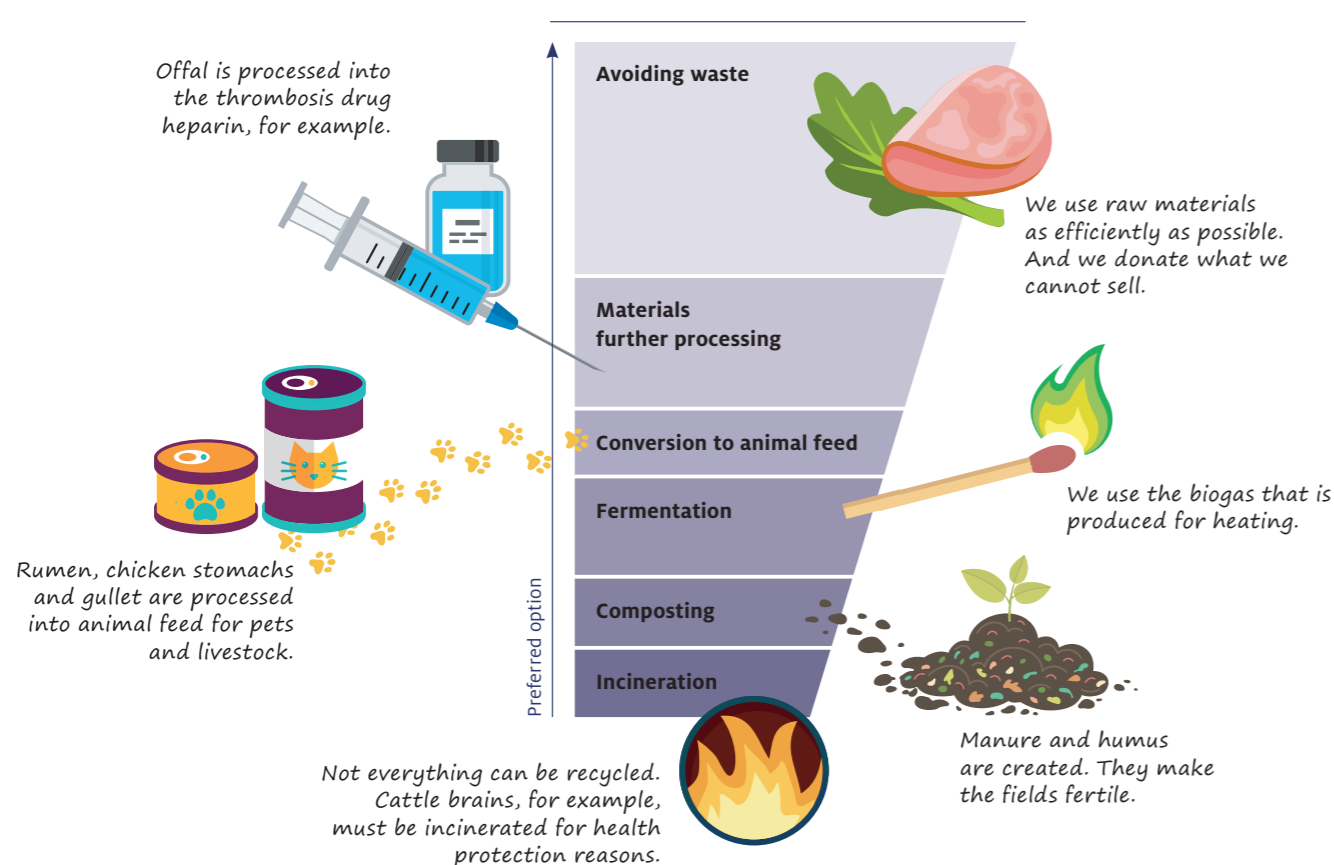 Avoiding waste
Offal is processed into
the thrombosis drug
heparin, for example.
We use raw materials
as efficiently as possible.
And we donate what we
cannot sell.
Materials
further processing
Conversion to animal feed
Fermentation
We use the biogas that is
produced for heating.
Rumen, chicken stomachs
and gullet are processed
into animal feed for pets
and livestock.
Preferred option
Composting
Incineration
Manure and humus
are created. They make
the fields fertile.
Not everything can be recycled.
Cattle brains, for example,
must be incinerated for health
protection reasons.